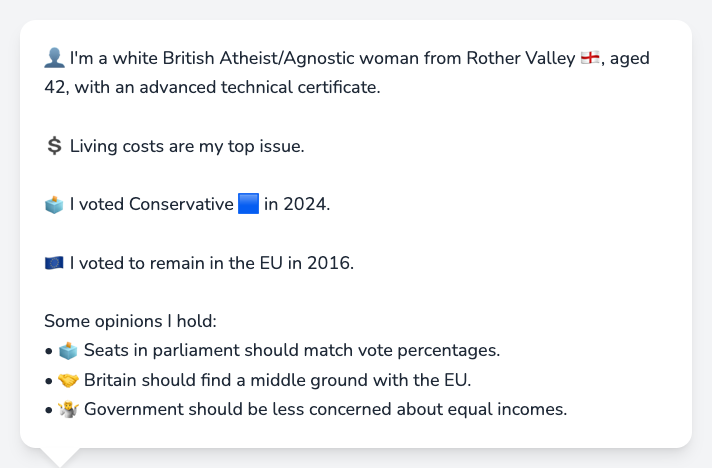 👤 I'm a white British Atheist/Agnostic woman from Rother Valley 🏴󠁧󠁢󠁥󠁮󠁧󠁿, aged
42, with an advanced technical certificate.
💲 Living costs are my top issue.
🗳️ I voted Conservative 🟦 in 2024.
🇪🇺 I voted to remain in the EU in 2016.
Some opinions I hold:
• 🗳️ Seats in parliament should match vote percentages.
• 🤝 Britain should find a middle ground with the EU.
• 🤷 Government should be less concerned about equal incomes.